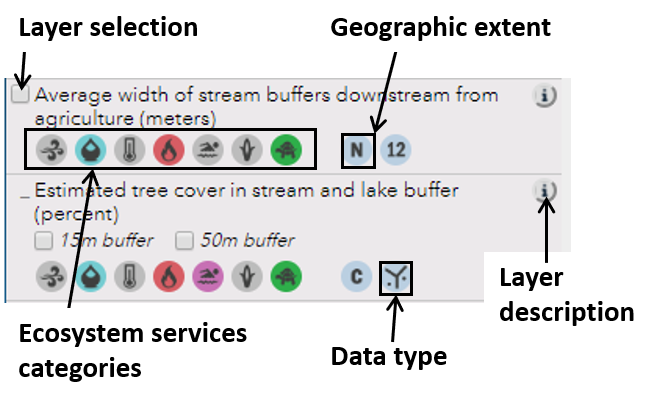 Layer selection
Geographic extent
Average width of stream buffers downstream from
agriculture (meters)
N
12
_ Estimated tree cover in stream and lake buffer
(percent)
15m buffer
50m buffer
C
Layer
description
Ecosystem services
categories
Data type